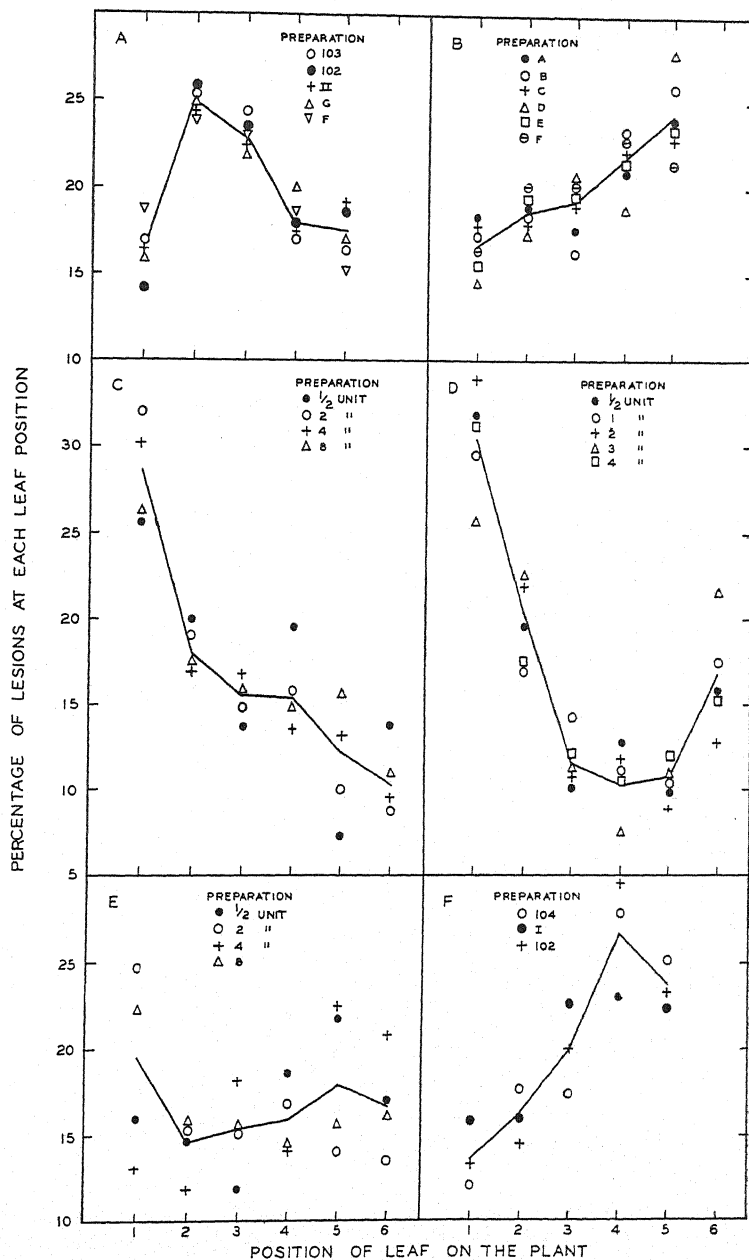 A
PREPARATION
103
102
II
G
F
B
PREPARATION
A
B
C
D
E
F
25
20
15
10
C
PREPARATION
1/2 UNIT
2 "
4 "
8 "
D
PREPARATION
1/2 UNIT
1 "
2 "
3 "
4 "
30
25
20
15
10
5
E
PREPARATION
1/2 UNIT
2 "
4 "
8
F
PREPARATION
104
I
102
25
20
15
10
1 2 3 4 5 6 1 2 3 4 5 6
PERCENTAGE OF LESIONS AT EACH LEAF POSITION
POSITION OF LEAF ON THE PLANT